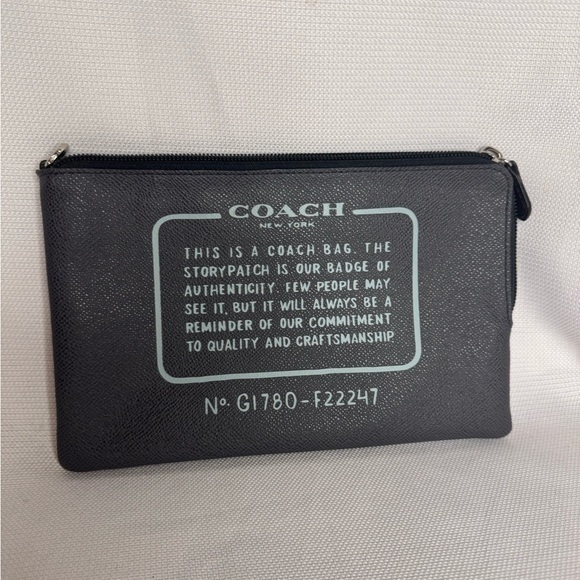 COACH
NEW YORK
THIS IS A COACH BAG. THE
STORYPATCH IS OUR BADGE OF
AUTHENTICITY. FEW PEOPLE MAY
SEE IT, BUT IT WILL ALWAYS BE A
REMINDER OF OUR COMMITMENT
TO QUALITY AND CRAFTSMANSHIP
No. G1780-F22247